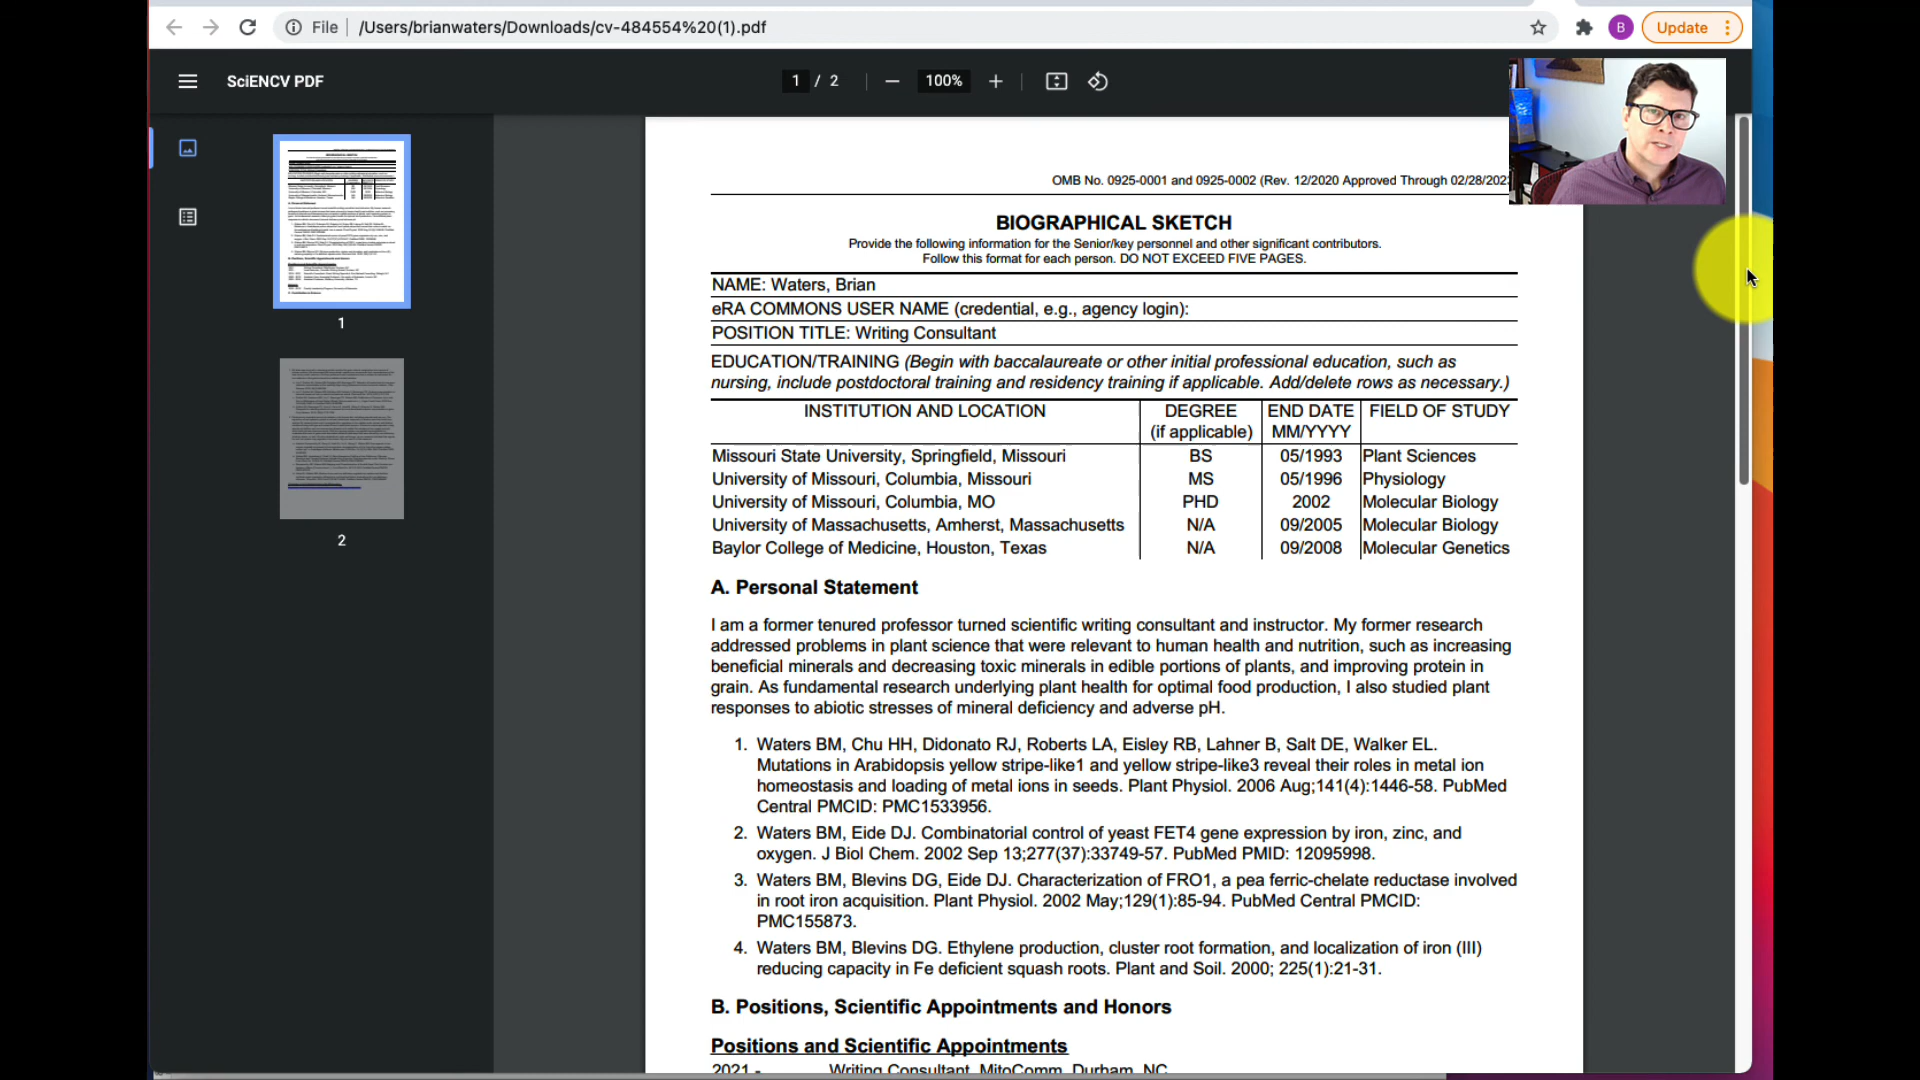 File /Users/brianwaters/Downloads/cv-484554%20(1).pdf
B
Update
SciENCV PDF
1 / 2
100%
1
2
OMB No. 0925-0001 and 0925-0002 (Rev. 12/2020 Approved Through 02/28/202
BIOGRAPHICAL SKETCH
Provide the following information for the Senior/key personnel and other significant contributors.
Follow this format for each person. DO NOT EXCEED FIVE PAGES.
NAME: Waters, Brian
eRA COMMONS USER NAME (credential, e.g., agency login):
POSITION TITLE: Writing Consultant
EDUCATION/TRAINING (Begin with baccalaureate or other initial professional education, such as
nursing, include postdoctoral training and residency training if applicable. Add/delete rows as necessary.)
INSTITUTION AND LOCATION DEGREE (if applicable) END DATE MM/YYYY FIELD OF STUDY
Missouri State University, Springfield, Missouri BS 05/1993 Plant Sciences
University of Missouri, Columbia, Missouri MS 05/1996 Physiology
University of Missouri, Columbia, MO PHD 2002 Molecular Biology
University of Massachusetts, Amherst, Massachusetts N/A 09/2005 Molecular Biology
Baylor College of Medicine, Houston, Texas N/A 09/2008 Molecular Genetics
A. Personal Statement
I am a former tenured professor turned scientific writing consultant and instructor. My former research
addressed problems in plant science that were relevant to human health and nutrition, such as increasing
beneficial minerals and decreasing toxic minerals in edible portions of plants, and improving protein in
grain. As fundamental research underlying plant health for optimal food production, I also studied plant
responses to abiotic stresses of mineral deficiency and adverse pH.
1. Waters BM, Chu HH, Didonato RJ, Roberts LA, Eisley RB, Lahner B, Salt DE, Walker EL.
Mutations in Arabidopsis yellow stripe-like1 and yellow stripe-like3 reveal their roles in metal ion
homeostasis and loading of metal ions in seeds. Plant Physiol. 2006 Aug;141(4):1446-58. PubMed
Central PMCID: PMC1533956.
2. Waters BM, Eide DJ. Combinatorial control of yeast FET4 gene expression by iron, zinc, and
oxygen. J Biol Chem. 2002 Sep 13;277(37):33749-57. PubMed PMID: 12095998.
3. Waters BM, Blevins DG, Eide DJ. Characterization of FRO1, a pea ferric-chelate reductase involved
in root iron acquisition. Plant Physiol. 2002 May;129(1):85-94. PubMed Central PMCID:
PMC155873.
4. Waters BM, Blevins DG. Ethylene production, cluster root formation, and localization of iron (III)
reducing capacity in Fe deficient squash roots. Plant and Soil. 2000; 225(1):21-31.
B. Positions, Scientific Appointments and Honors
Positions and Scientific Appointments
2021 - Writing Consultant, MitoComm, Durham, NC